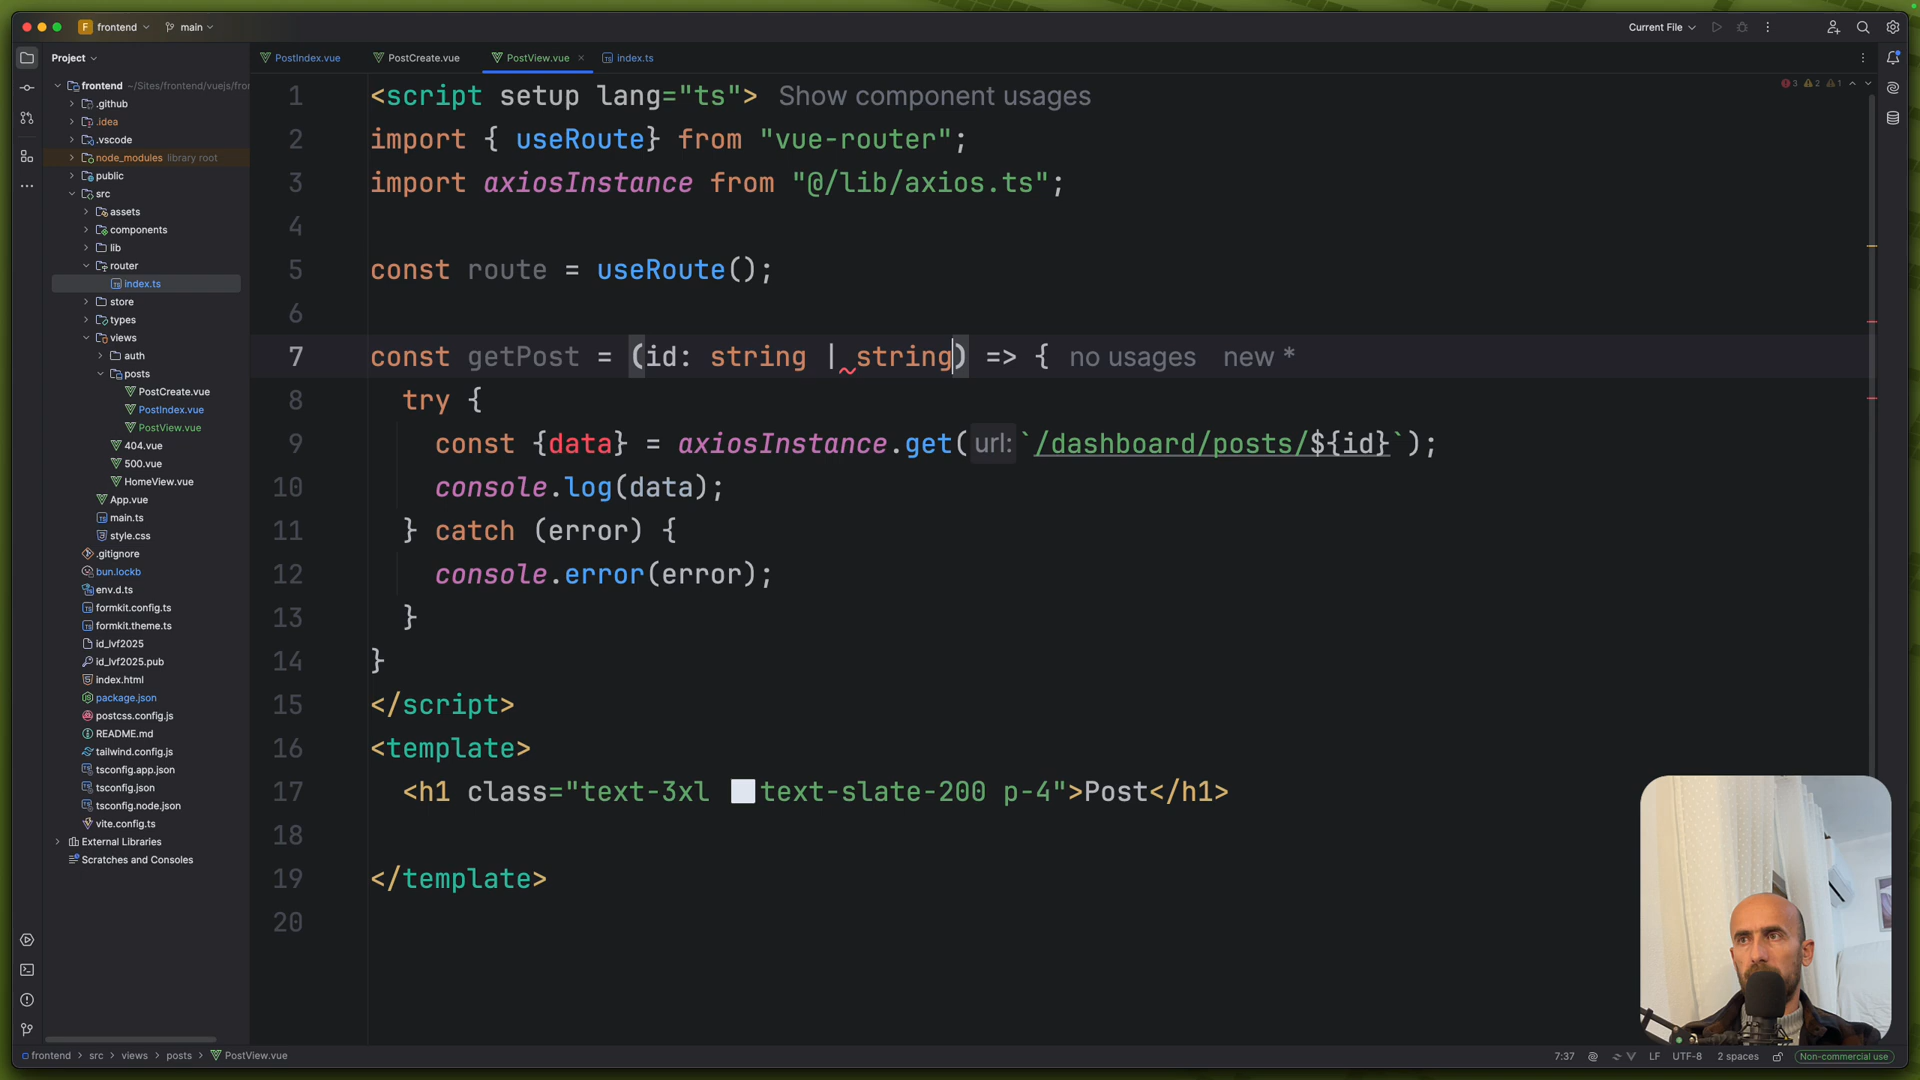 F frontend
main
Current File
Project
PostIndex.vue
PostCreate.vue
PostView.vue
index.ts
frontend ~/Sites/frontend/vuejs/fror
.github
.idea
.vscode
node_modules library root
public
src
assets
components
lib
router
index.ts
store
types
views
auth
posts
PostCreate.vue
PostIndex.vue
PostView.vue
404.vue
500.vue
HomeView.vue
App.vue
main.ts
style.css
.gitignore
bun.lockb
env.d.ts
formkit.config.ts
formkit.theme.ts
id_lvf2025
id_lvf2025.pub
index.html
package.json
postcss.config.js
README.md
tailwind.config.js
tsconfig.app.json
tsconfig.json
tsconfig.node.json
vite.config.ts
External Libraries
Scratches and Consoles
3 2 1
1 <script setup lang="ts"> Show component usages
2 import { useRoute} from "vue-router";
3 import axiosInstance from "@/lib/axios.ts";
4
5 const route = useRoute();
6
7 const getPost = (id: string | string) => { no usages new *
8 try {
9 const {data} = axiosInstance.get( url: `/dashboard/posts/${id}`);
10 console.log(data);
11 } catch (error) {
12 console.error(error);
13 }
14 }
15 </script>
16 <template>
17 <h1 class="text-3xl text-slate-200 p-4">Post</h1>
18
19 </template>
20
frontend > src > views > posts > PostView.vue
7:37
LF
UTF-8
2 spaces
Non-commercial use